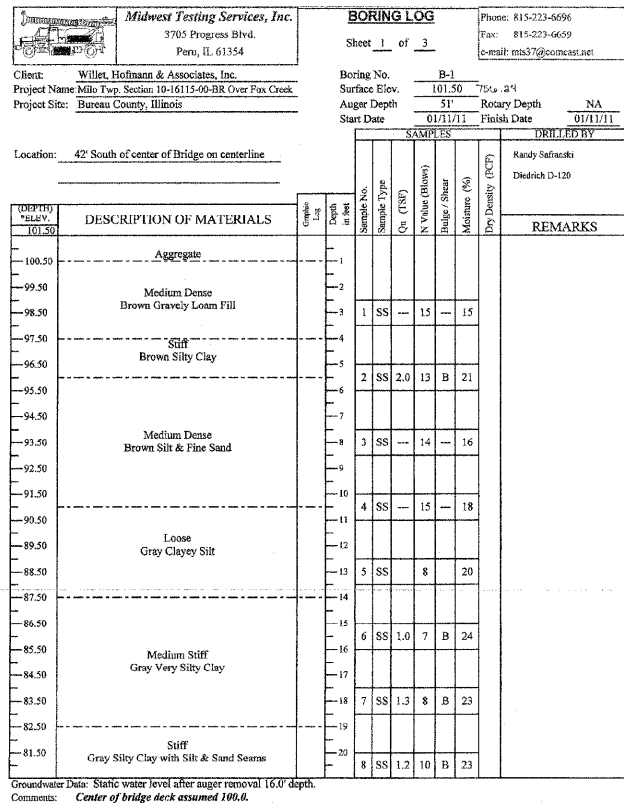 Midwest Testing Services, Inc.
3705 Progress Blvd.
Peru, IL 61354
BORING LOG
Sheet 1 of 3
Phone: 815-223-6696
Fax: 815-223-6659
e-mail: mts37@comcast.net
Client: Willet, Hofmann & Associates, Inc.
Project Name: Milo Twp. Section 10-16115-00-BR Over Fox Creek
Project Site: Bureau County, Illinois
Boring No. B-1
Surface Elev. 101.50 756.24
Auger Depth 51' Rotary Depth NA
Start Date 01/11/11 Finish Date 01/11/11
Location: 42' South of center of Bridge on centerline
SAMPLES
DRILLED BY
Randy Safranski
Diedrich D-120
REMARKS
(DEPTH) *ELEV. 101.50
DESCRIPTION OF MATERIALS
Graphic Log
Depth in feet
Sample No.
Sample Type
Qu (TSF)
N Value (Blows)
Bulge / Shear
Moisture (%)
Dry Density (PCF)
Aggregate
100.50 1
99.50 2
Medium Dense
Brown Gravely Loam Fill
98.50 3 1 SS --- 15 --- 15
97.50 4
Stiff
Brown Silty Clay
96.50 5
2 SS 2.0 13 B 21
95.50 6
94.50 7
Medium Dense
93.50 8 3 SS --- 14 --- 16
Brown Silt & Fine Sand
92.50 9
91.50 10
4 SS --- 15 --- 18
90.50 11
Loose
89.50 12
Gray Clayey Silt
88.50 13 5 SS 8 20
87.50 14
86.50 15
6 SS 1.0 7 B 24
85.50 16
Medium Stiff
Gray Very Silty Clay
84.50 17
83.50 18 7 SS 1.3 8 B 23
82.50 19
Stiff
81.50 20
Gray Silty Clay with Silt & Sand Seams
8 SS 1.2 10 B 23
Groundwater Data: Static water level after auger removal 16.0' depth.
Comments: Center of bridge deck assumed 100.0.